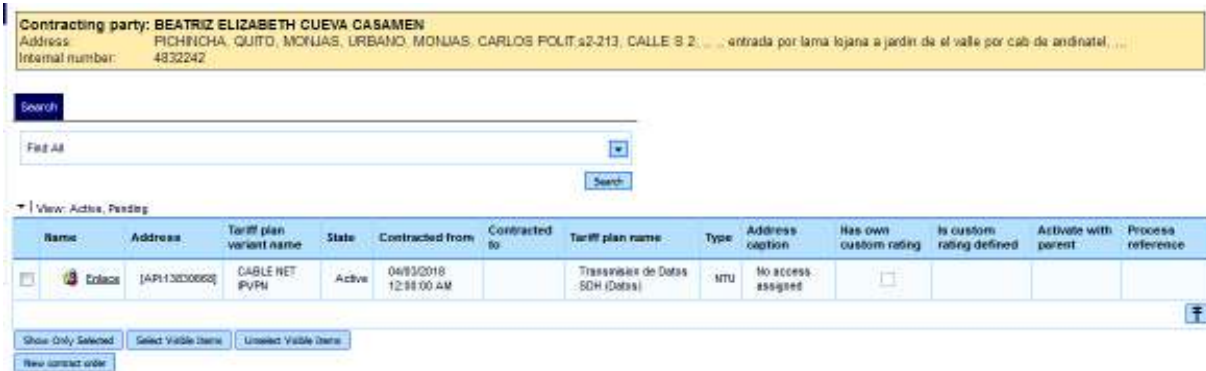 Contracting party: BEATRIZ ELIZABETH CUEVA CASAMEN
Address: PICHINCHA, QUITO, MONJAS, URBANO, MONJAS, CARLOS POLIT,s2-213, CALLE S 2, .. , entrada por lama lojana a jardin de el valle por cab de andinatel, ...
Internal number: 4832242
Search
Find All
Search
View: Active, Pending
Name Address Tariff plan variant name State Contracted from Contracted to Tariff plan name Type Address caption Has own custom rating Is custom rating defined Activate with parent Process reference
Enlace CABLE NET IPVPN Active 04/03/2018 12:00:00 AM Transmision de Datos SDH (Datos) NTU No access assigned
Show Only Selected Select Visible Items Unselect Visible Items
New contract order